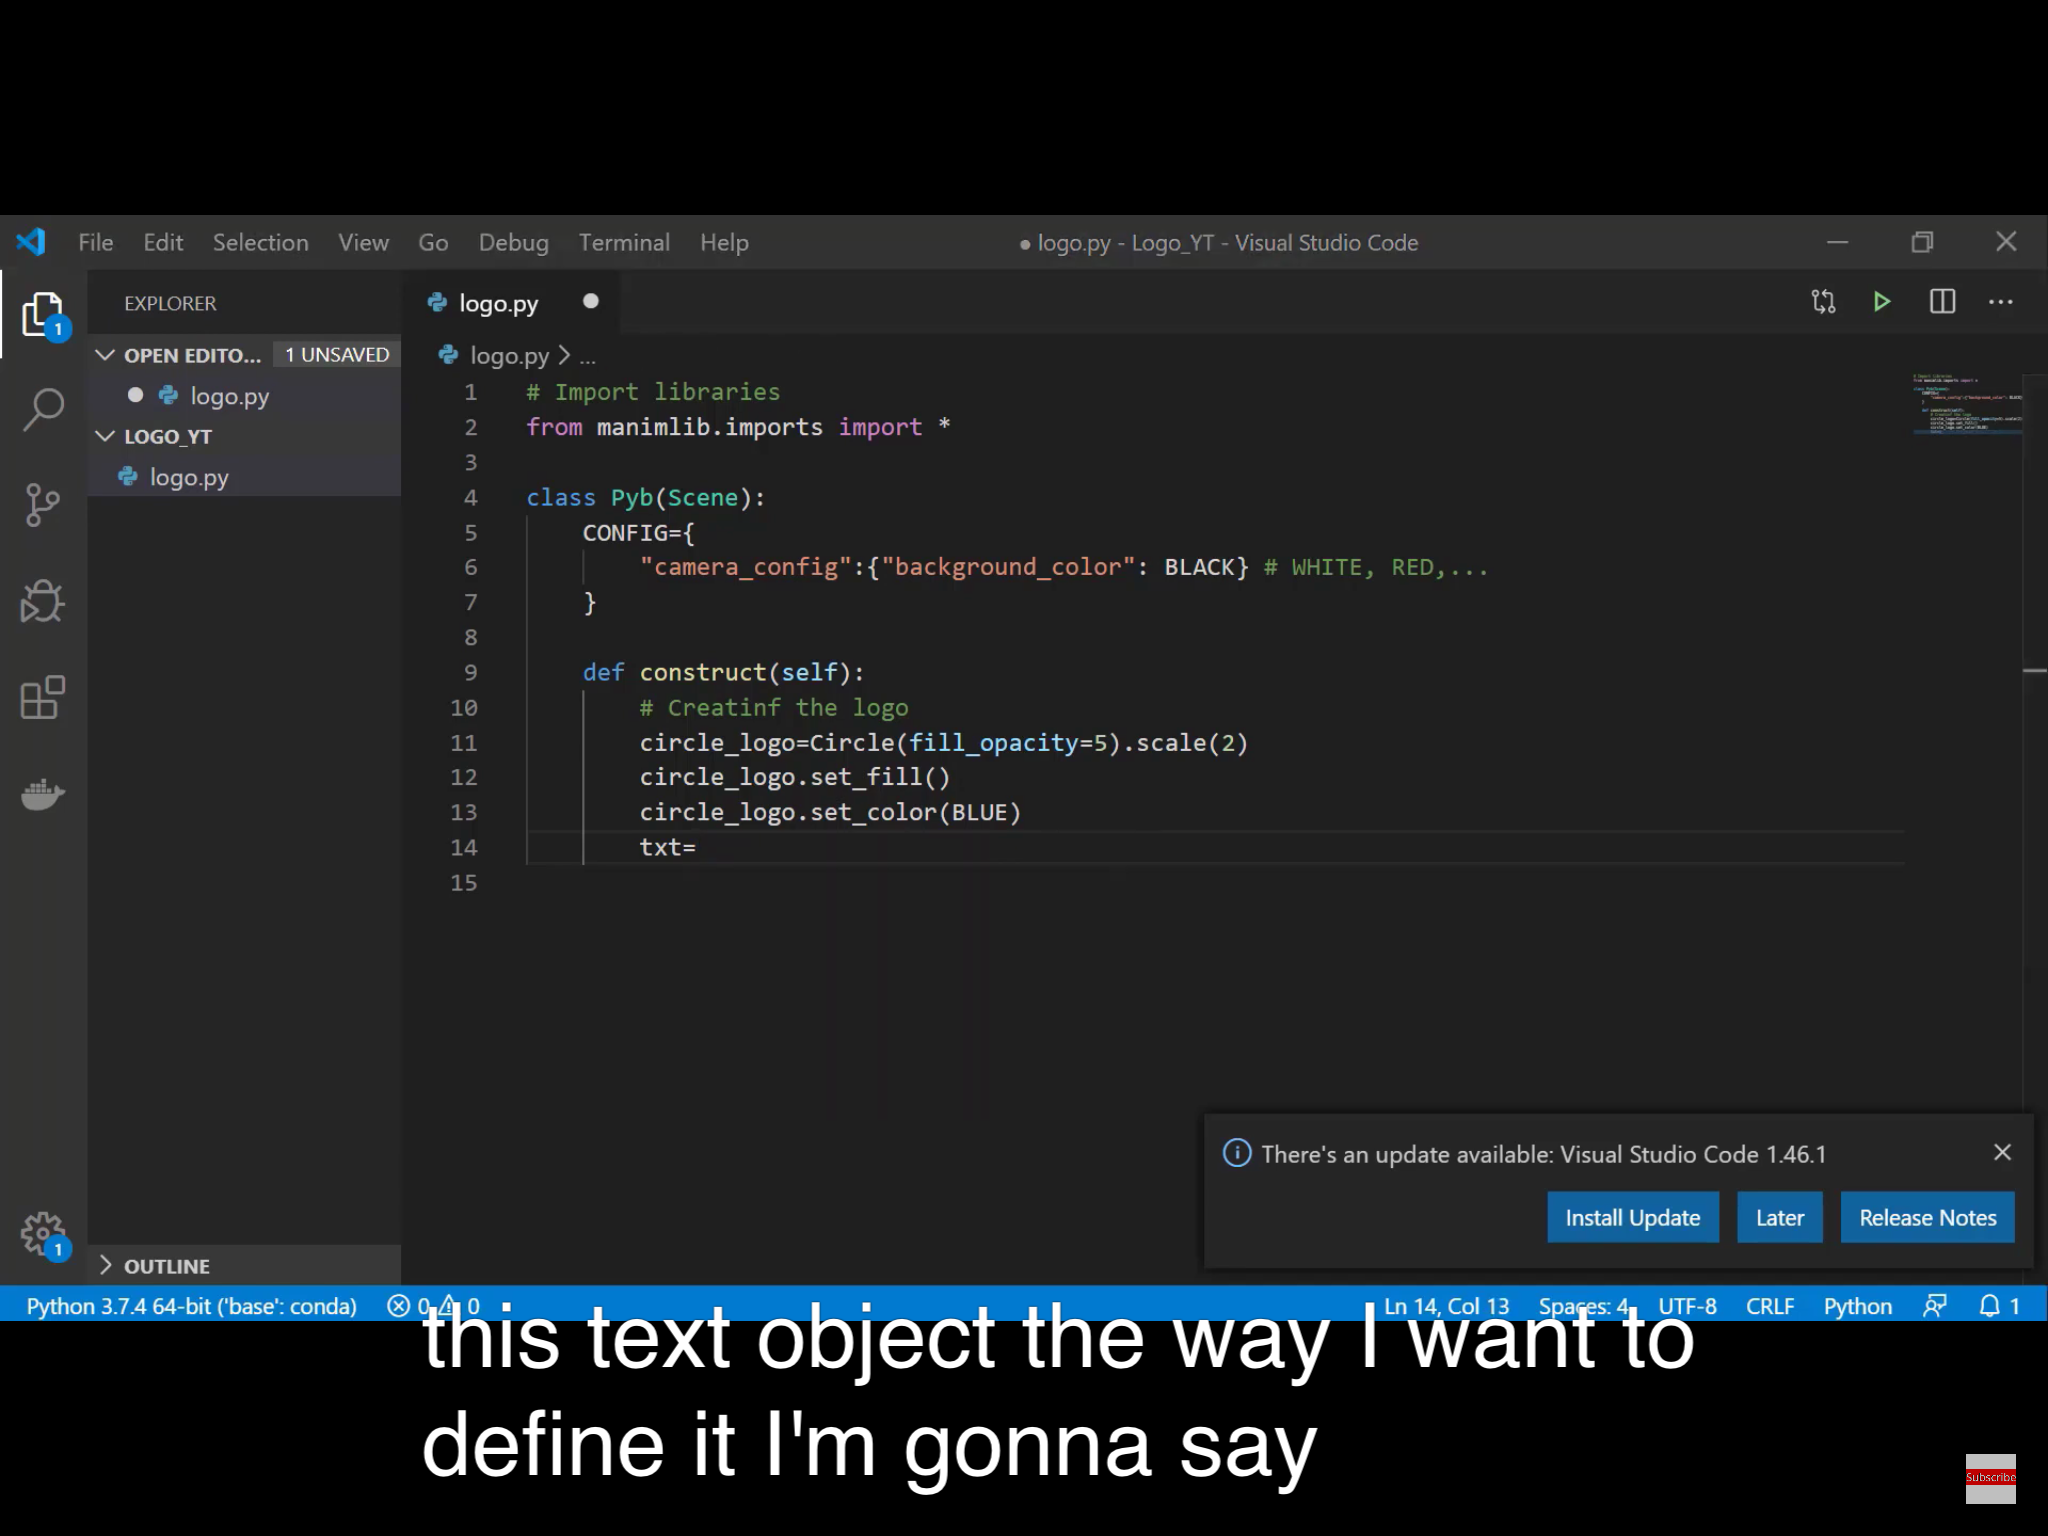 File Edit Selection View Go Debug Terminal Help
● logo.py - Logo_YT - Visual Studio Code
EXPLORER
OPEN EDITO... 1 UNSAVED
logo.py
LOGO_YT
logo.py
OUTLINE
logo.py
logo.py > ...
1 # Import libraries
2 from manimlib.imports import *
3
4 class Pyb(Scene):
5 CONFIG={
6 "camera_config":{"background_color": BLACK} # WHITE, RED,...
7 }
8
9 def construct(self):
10 # Creatinf the logo
11 circle_logo=Circle(fill_opacity=5).scale(2)
12 circle_logo.set_fill()
13 circle_logo.set_color(BLUE)
14 txt=
15
There's an update available: Visual Studio Code 1.46.1
Install Update Later Release Notes
1
1
Python 3.7.4 64-bit ('base': conda) 0 0 Ln 14, Col 13 Spaces: 4 UTF-8 CRLF Python 1
this text object the way I want to
define it I'm gonna say
Subscribe